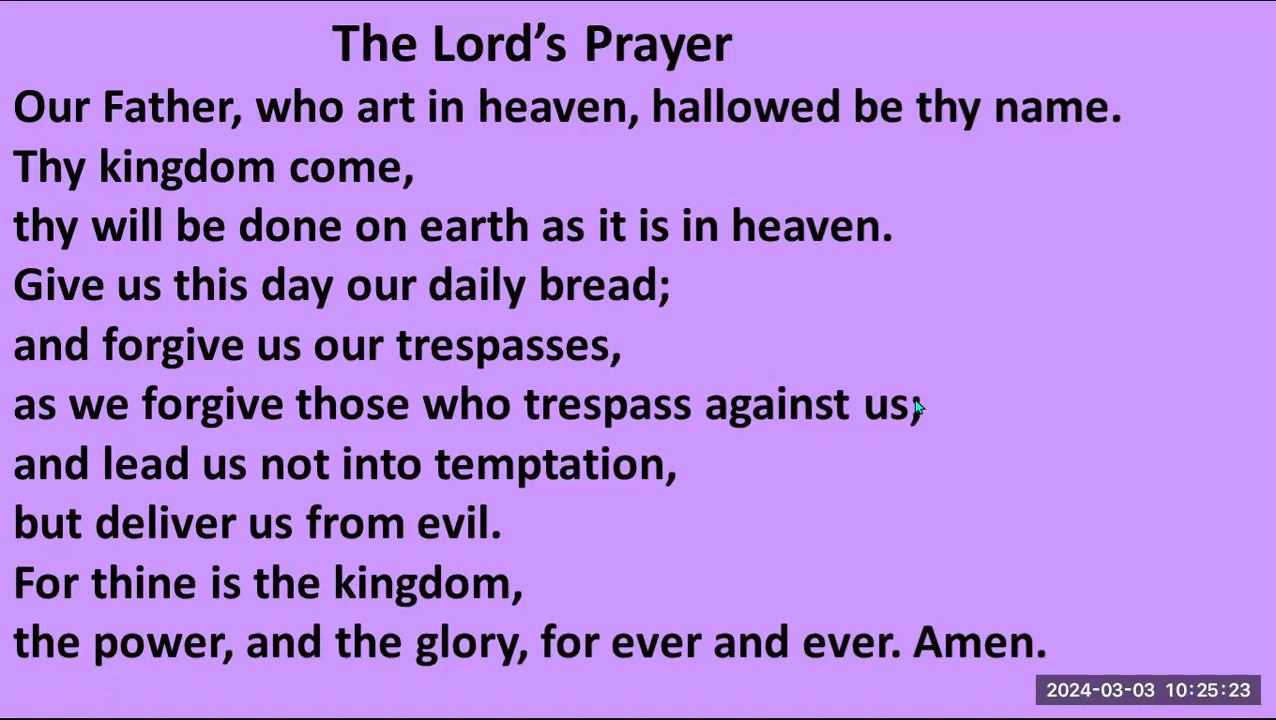 The Lord’s Prayer
Our Father, who art in heaven, hallowed be thy name.
Thy kingdom come,
thy will be done on earth as it is in heaven.
Give us this day our daily bread;
and forgive us our trespasses,
as we forgive those who trespass against us;
and lead us not into temptation,
but deliver us from evil.
For thine is the kingdom,
the power, and the glory, for ever and ever. Amen.
2024-03-03 10:25:23